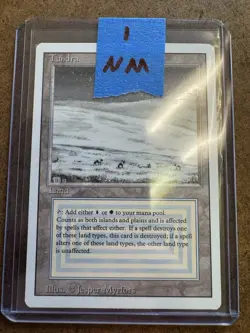 1
NM
Tundra
Land
: Add either or to your mana pool.
Counts as both islands and plains and is affected
by spells that affect either. If a spell destroys one
of these land types, this card is destroyed; if a spell
alters one of these land types, the other land type
is unaffected.
Illus. © Jesper Myrfors